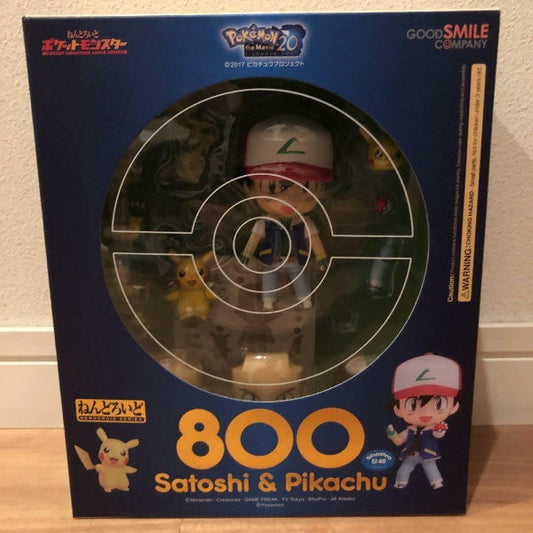 ねんどろいど
ポケットモンスター
POKÉMON
the Movie 20
©2017 ピカチュウプロジェクト
GOOD SMILE
COMPANY
⚠WARNING: CHOKING HAZARD - Small parts. Not for children under 3 years old.
ねんどろいど
NENDOROID SERIES
800
Satoshi & Pikachu
©Nintendo · Creatures · GAME FREAK · TV Tokyo · ShoPro · JR Kikaku
©Pokémon